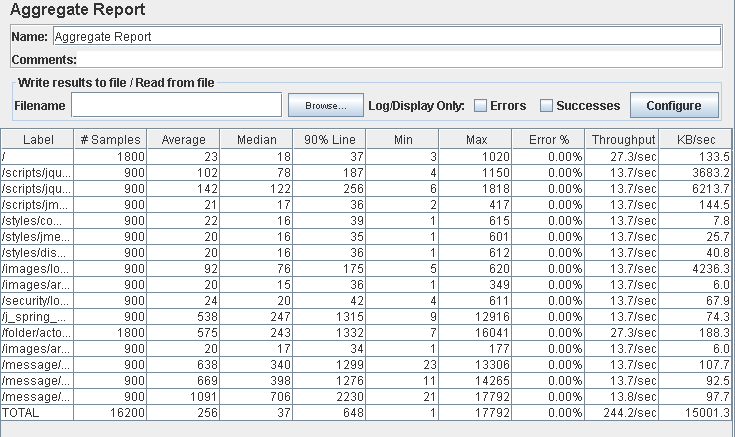 Aggregate Report
Name: Aggregate Report
Comments:
Write results to file / Read from file
Filename Browse... Log/Display Only: Errors Successes Configure
Label # Samples Average Median 90% Line Min Max Error % Throughput KB/sec
/ 1800 23 18 37 3 1020 0.00% 27.3/sec 133.5
/scripts/jqu... 900 102 78 187 4 1150 0.00% 13.7/sec 3683.2
/scripts/jqu... 900 142 122 256 6 1818 0.00% 13.7/sec 6213.7
/scripts/jm... 900 21 17 36 2 417 0.00% 13.7/sec 144.5
/styles/co... 900 22 16 39 1 615 0.00% 13.7/sec 7.8
/styles/jme... 900 20 16 35 1 601 0.00% 13.7/sec 25.7
/styles/dis... 900 20 16 36 1 612 0.00% 13.7/sec 40.8
/images/lo... 900 92 76 175 5 620 0.00% 13.7/sec 4236.3
/images/ar... 900 20 15 36 1 349 0.00% 13.7/sec 6.0
/security/lo... 900 24 20 42 4 611 0.00% 13.7/sec 67.9
/j_spring_... 900 538 247 1315 9 12916 0.00% 13.7/sec 74.3
/folder/acto... 1800 575 243 1332 7 16041 0.00% 27.3/sec 188.3
/images/ar... 900 20 17 34 1 177 0.00% 13.7/sec 6.0
/message/... 900 638 340 1299 23 13306 0.00% 13.7/sec 107.7
/message/... 900 669 398 1276 11 14265 0.00% 13.7/sec 92.5
/message/... 900 1091 706 2230 21 17792 0.00% 13.8/sec 97.7
TOTAL 16200 256 37 648 1 17792 0.00% 244.2/sec 15001.3